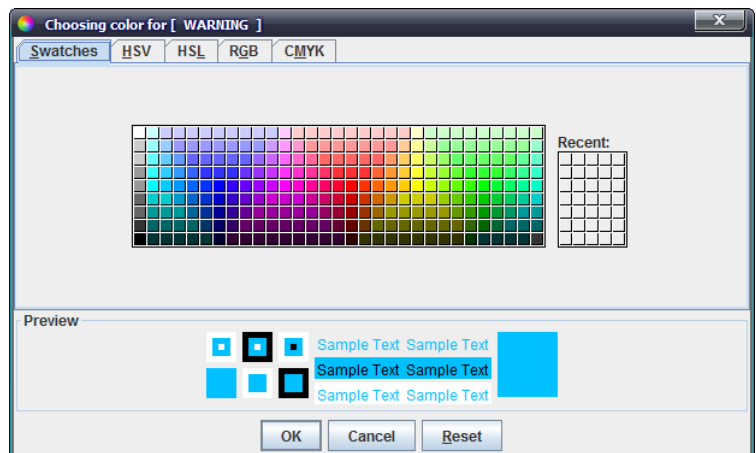 Choosing color for [ WARNING ]
Swatches HSV HSL RGB CMYK
Recent:
Preview
Sample Text Sample Text
Sample Text Sample Text
Sample Text Sample Text
OK Cancel Reset